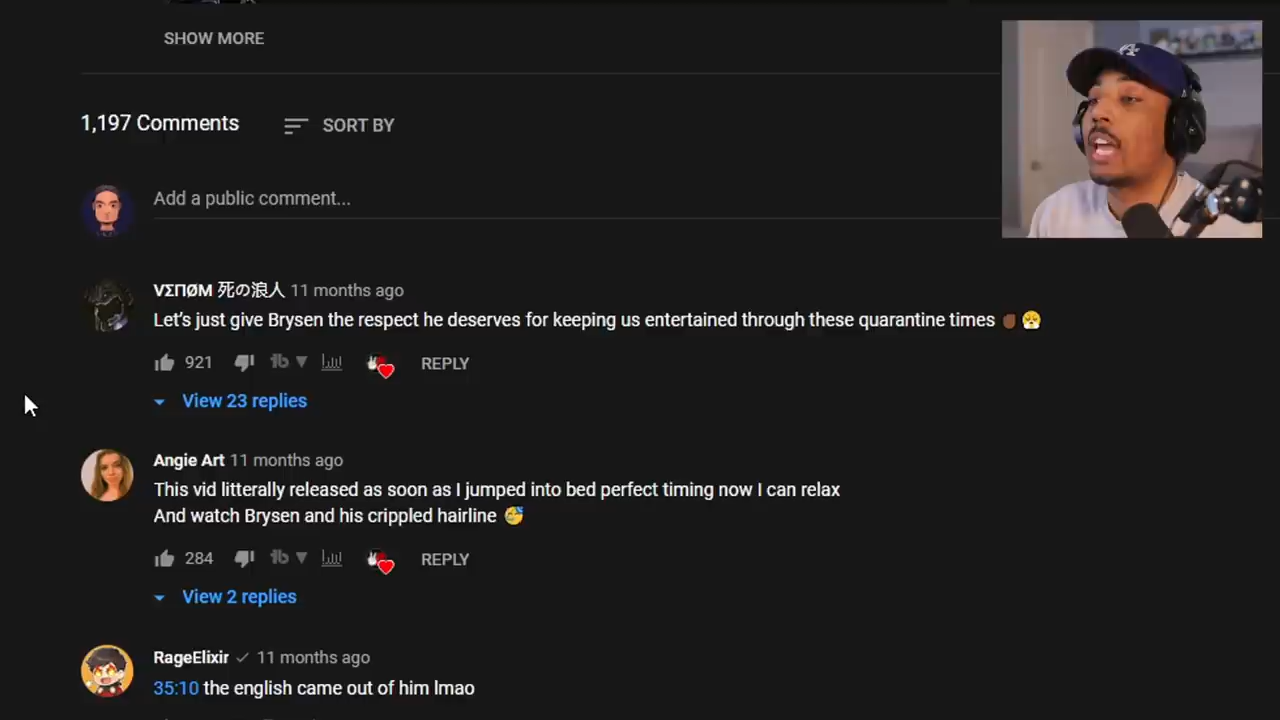 SHOW MORE
1,197 Comments
SORT BY
Add a public comment...
VΣПØM 死の浪人 11 months ago
Let's just give Brysen the respect he deserves for keeping us entertained through these quarantine times
921
REPLY
View 23 replies
Angie Art 11 months ago
This vid litterally released as soon as I jumped into bed perfect timing now I can relax
And watch Brysen and his crippled hairline
284
REPLY
View 2 replies
RageElixir 11 months ago
35:10 the english came out of him lmao